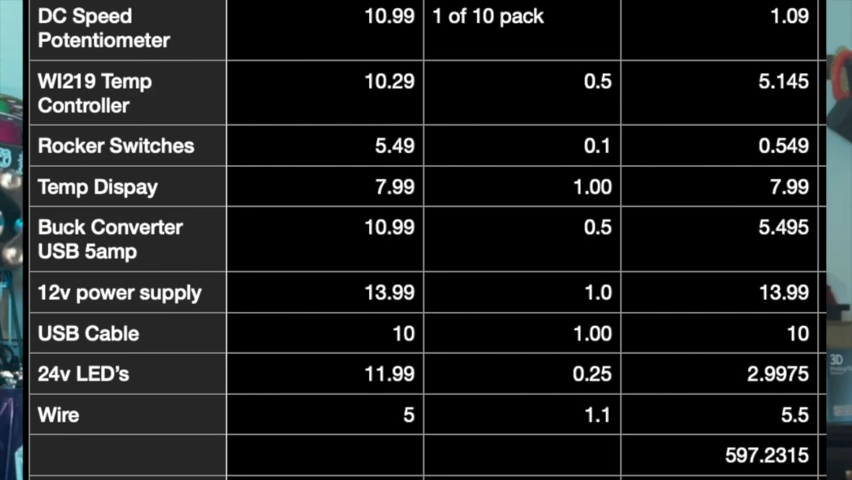 DC Speed 10.99 1 of 10 pack 1.09
Potentiometer
WI219 Temp 10.29 0.5 5.145
Controller
Rocker Switches 5.49 0.1 0.549
Temp Dispay 7.99 1.00 7.99
Buck Converter 10.99 0.5 5.495
USB 5amp
12v power supply 13.99 1.0 13.99
USB Cable 10 1.00 10
24v LED’s 11.99 0.25 2.9975
Wire 5 1.1 5.5
597.2315
3D